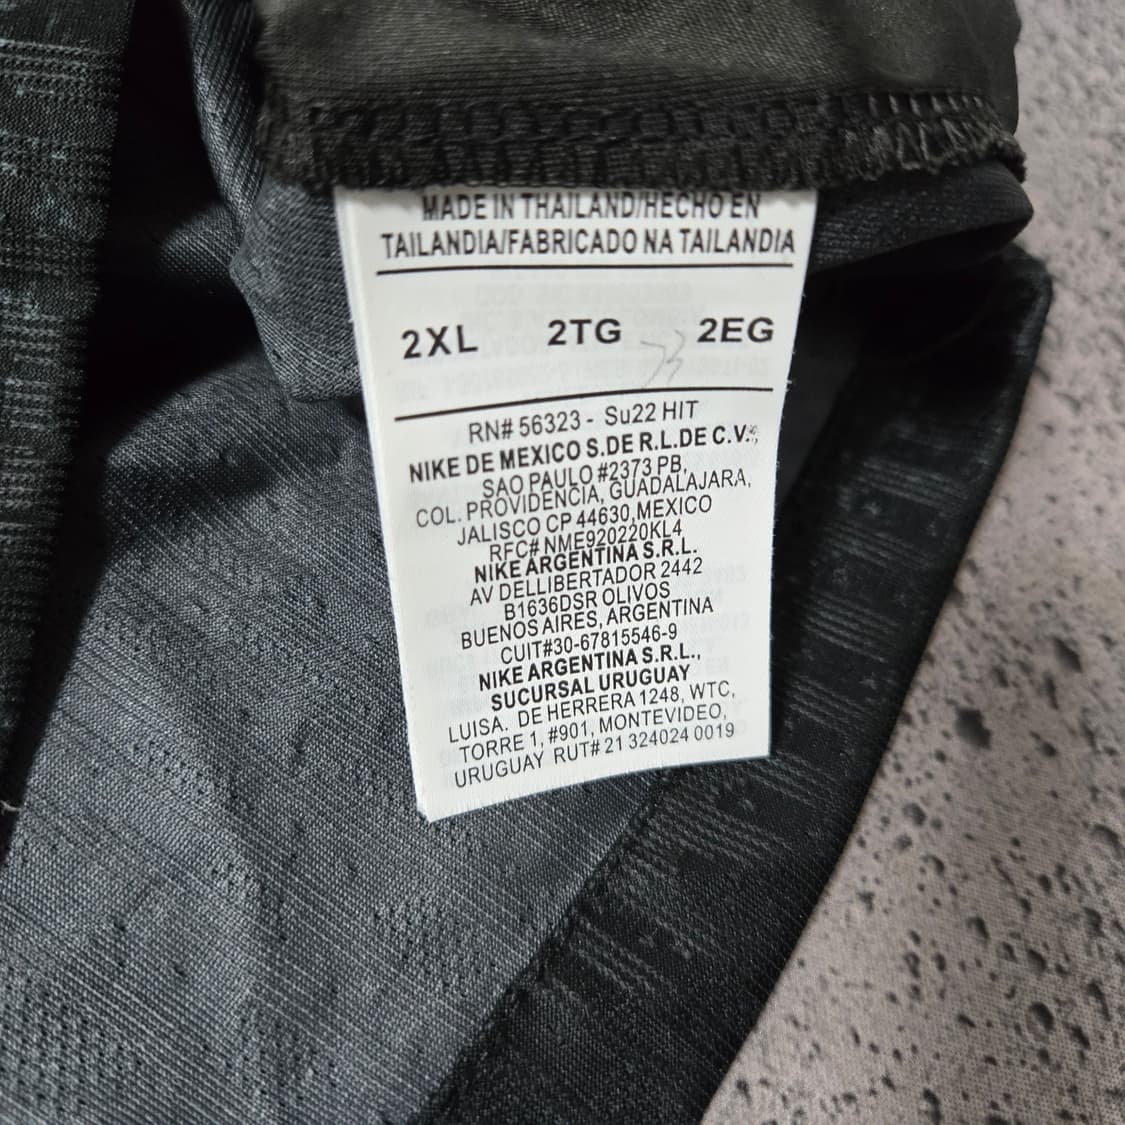 MADE IN THAILAND/HECHO EN
TAILANDIA/FABRICADO NA TAILANDIA
2XL 2TG 2EG
RN# 56323 - Su22 HIT
NIKE DE MEXICO S.DE R.L.DE C.V.,
SAO PAULO #2373 PB,
COL. PROVIDENCIA, GUADALAJARA,
JALISCO CP 44630,MEXICO
RFC# NME920220KL4
NIKE ARGENTINA S.R.L.
AV DELLIBERTADOR 2442
B1636DSR OLIVOS
BUENOS AIRES, ARGENTINA
CUIT#30-67815546-9
NIKE ARGENTINA S.R.L.,
SUCURSAL URUGUAY
LUISA. DE HERRERA 1248, WTC,
TORRE 1, #901, MONTEVIDEO,
URUGUAY RUT# 21 324024 0019